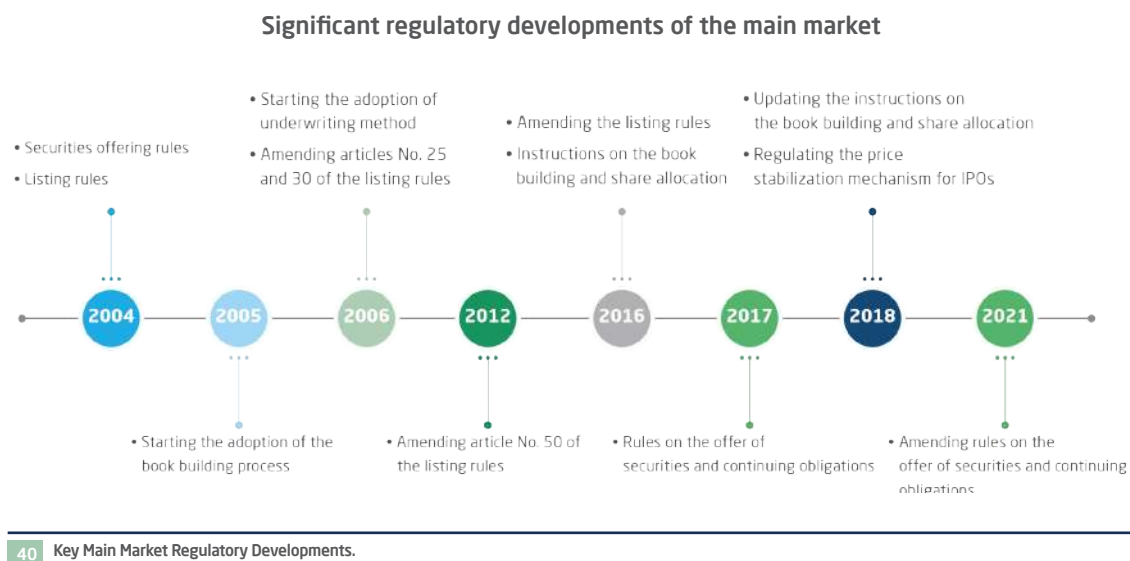 Significant regulatory developments of the main market
• Securities offering rules
• Listing rules
• Starting the adoption of
underwriting method
• Amending articles No. 25
and 30 of the listing rules
• Amending the listing rules
• Instructions on the book
building and share allocation
• Updating the instructions on
the book building and share allocation
• Regulating the price
stabilization mechanism for IPOs
2004
2005
2006
2012
2016
2017
2018
2021
• Starting the adoption of the
book building process
• Amending article No. 50 of
the listing rules
• Rules on the offer of
securities and continuing obligations
• Amending rules on the
offer of securities and continuing
obligations
40 Key Main Market Regulatory Developments.